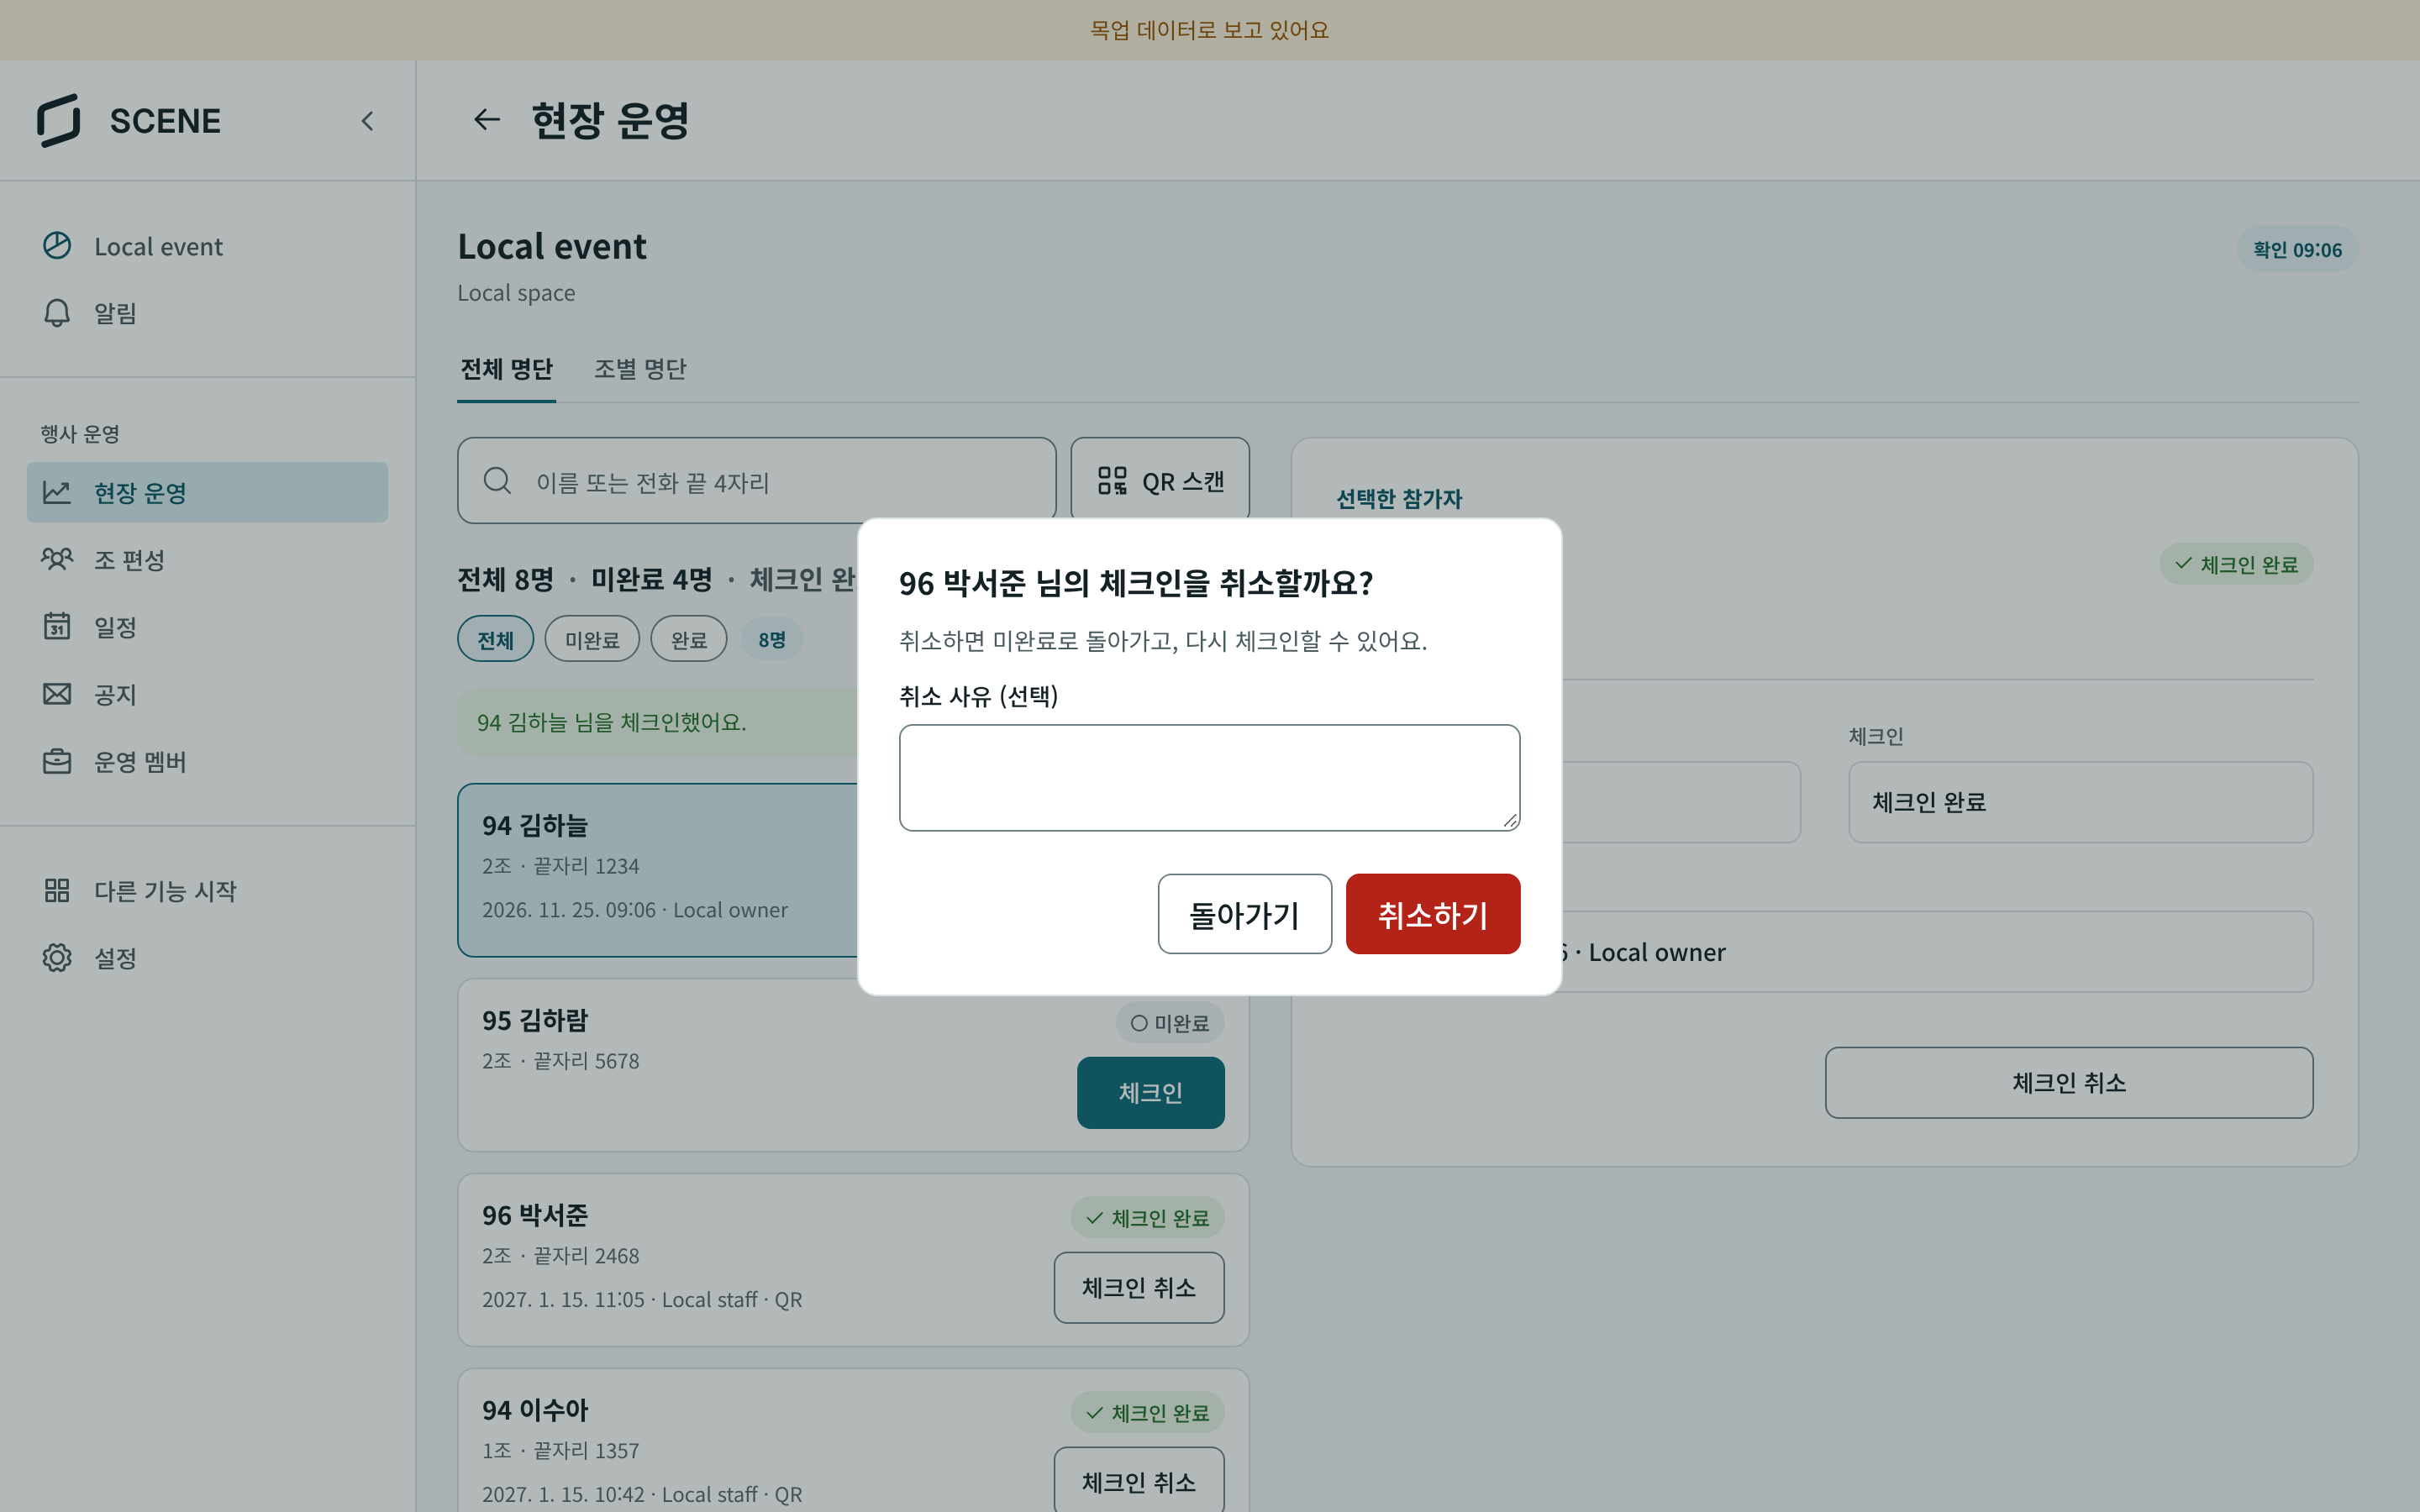 목업 데이터로 보고 있어요
SCENE
현장 운영
Local event
알림
행사 운영
현장 운영
조 편성
일정
공지
운영 멤버
다른 기능 시작
설정
Local event
확인 09:06
Local space
전체 명단
조별 명단
이름 또는 전화 끝 4자리
QR 스캔
전체 8명 · 미완료 4명 · 체크인 완
전체
미완료
완료
8명
94 김하늘 님을 체크인했어요.
94 김하늘
2조 · 끝자리 1234
2026. 11. 25. 09:06 · Local owner
95 김하람
미완료
2조 · 끝자리 5678
체크인
96 박서준
체크인 완료
2조 · 끝자리 2468
체크인 취소
2027. 1. 15. 11:05 · Local staff · QR
94 이수아
체크인 완료
1조 · 끝자리 1357
체크인 취소
2027. 1. 15. 10:42 · Local staff · QR
선택한 참가자
체크인 완료
체크인
체크인 완료
· Local owner
체크인 취소
96 박서준 님의 체크인을 취소할까요?
취소하면 미완료로 돌아가고, 다시 체크인할 수 있어요.
취소 사유 (선택)
돌아가기
취소하기